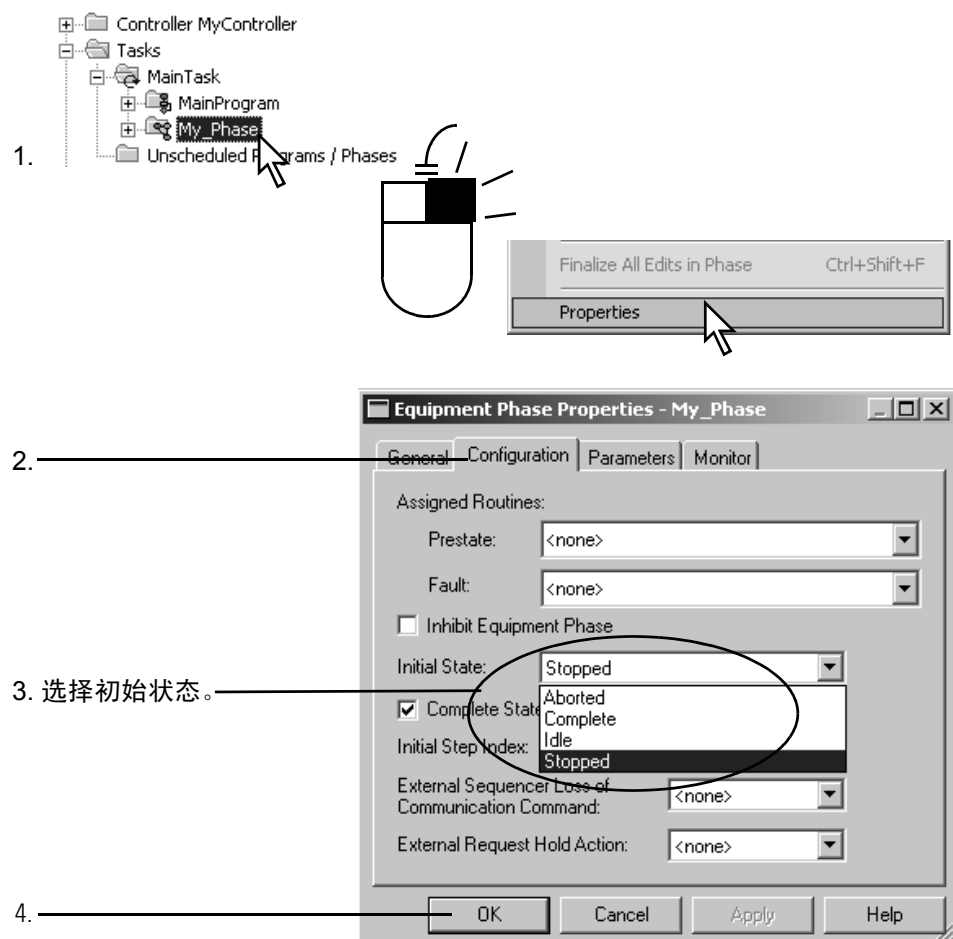 Controller MyController
Tasks
MainTask
MainProgram
My_Phase
1.
Unscheduled Programs / Phases
Finalize All Edits in Phase Ctrl+Shift+F
Properties
Equipment Phase Properties - My_Phase
2.
General Configuration Parameters Monitor
Assigned Routines:
Prestate: <none>
Fault: <none>
Inhibit Equipment Phase
Initial State: Stopped
3. 选择初始状态。
Aborted
Complete State
Complete
Idle
Initial Step Index:
Stopped
External Sequencer Loss of
Communication Command: <none>
External Request Hold Action: <none>
4.
OK Cancel Apply Help